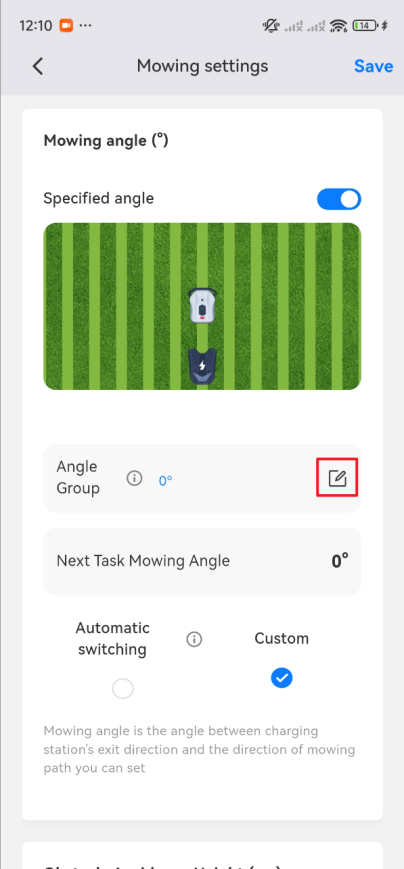 12:10
14
Mowing settings
Save
Mowing angle (°)
Specified angle
Angle
Group
0°
Next Task Mowing Angle
0°
Automatic
switching
Custom
Mowing angle is the angle between charging
station's exit direction and the direction of mowing
path you can set